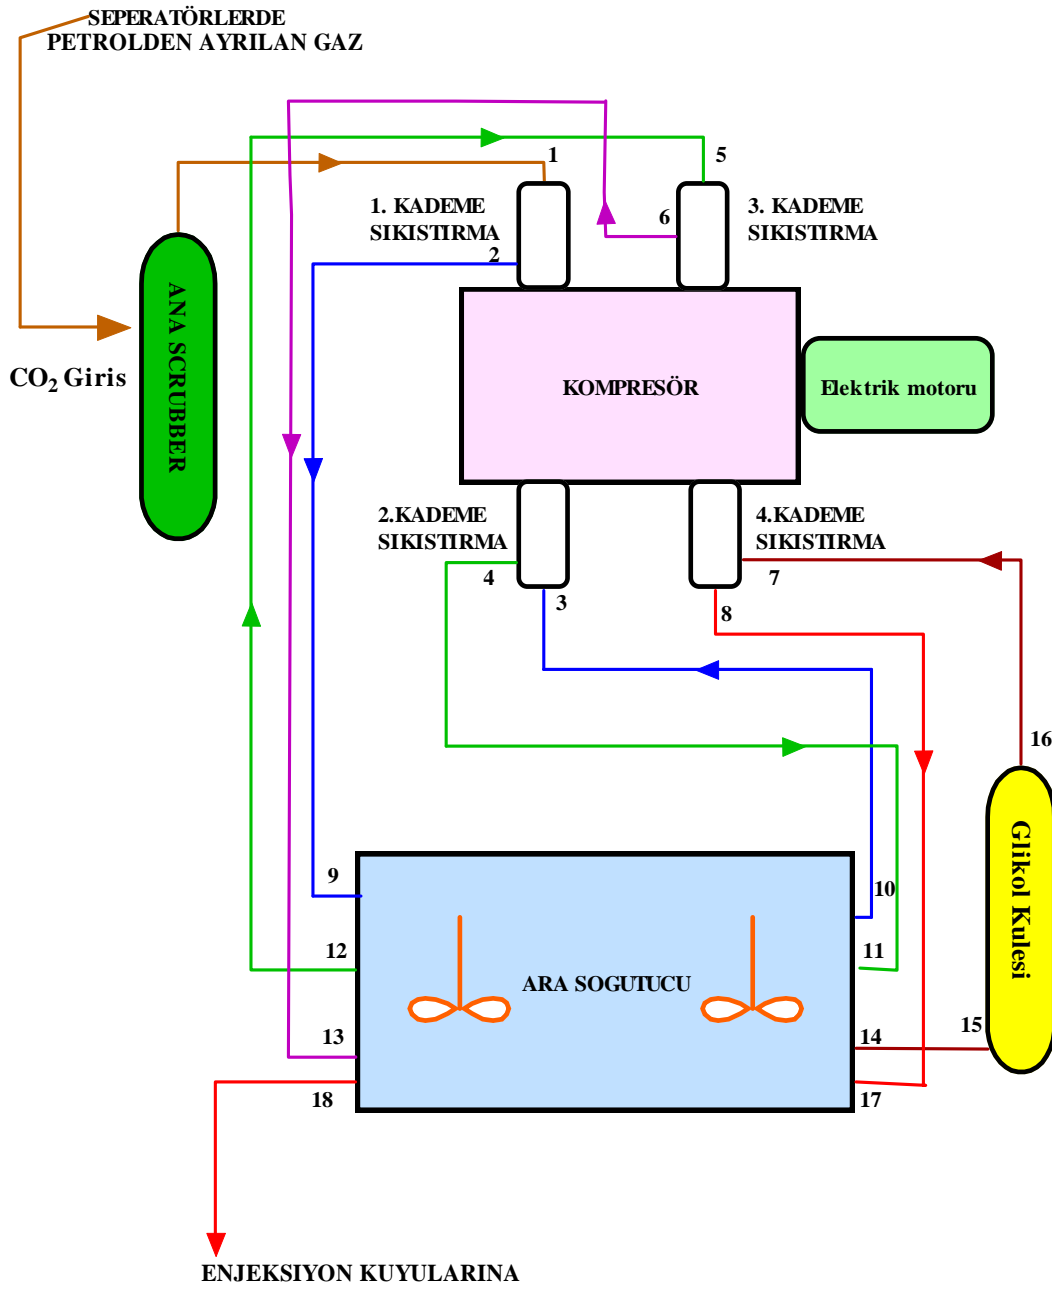 SEPERATÖRLERDE
PETROLDEN AYRILAN GAZ
1
5
1. KADEME
SIKISTIRMA
2
6
3. KADEME
SIKISTIRMA
ANA SCRUBBER
CO2 Giris
KOMPRESÖR
Elektrik motoru
2.KADEME
SIKISTIRMA
4
3
4.KADEME
SIKISTIRMA
7
8
16
Glikol Kulesi
9
10
12
11
ARA SOGUTUCU
15
13
14
18
17
ENJEKSIYON KUYULARINA